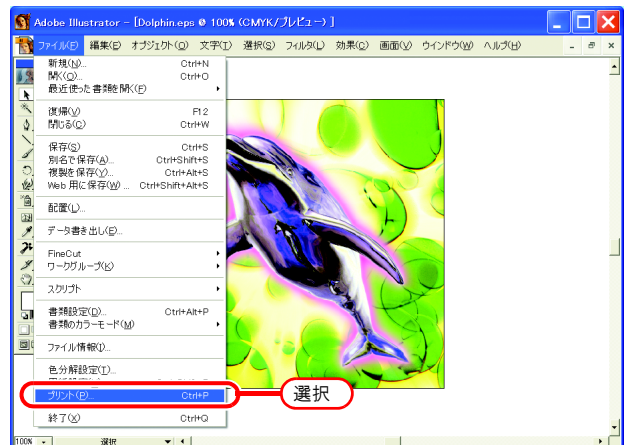 Adobe Illustrator - [Dolphin.eps @ 100% (CMYK/プレビュー) ]
ファイル(F) 編集(E) オブジェクト(O) 文字(T) 選択(S) フィルタ(L) 効果(C) 画面(V) ウインドウ(W) ヘルプ(H)
新規(N)... Ctrl+N
開く(O)... Ctrl+O
最近使った書類を開く(F)
復帰(V) F12
閉じる(C) Ctrl+W
保存(S) Ctrl+S
別名で保存(A)... Ctrl+Shift+S
複製を保存(Y)... Ctrl+Alt+S
Web 用に保存(W) ... Ctrl+Shift+Alt+S
配置(L)...
データ書き出し(E)...
FineCut
ワークグループ(K)
スクリプト
書類設定(D)... Ctrl+Alt+P
書類のカラーモード(M)
ファイル情報(I)...
色分解設定(T)...
プリント(P)... Ctrl+P
選択
終了(X) Ctrl+Q
100% 選択